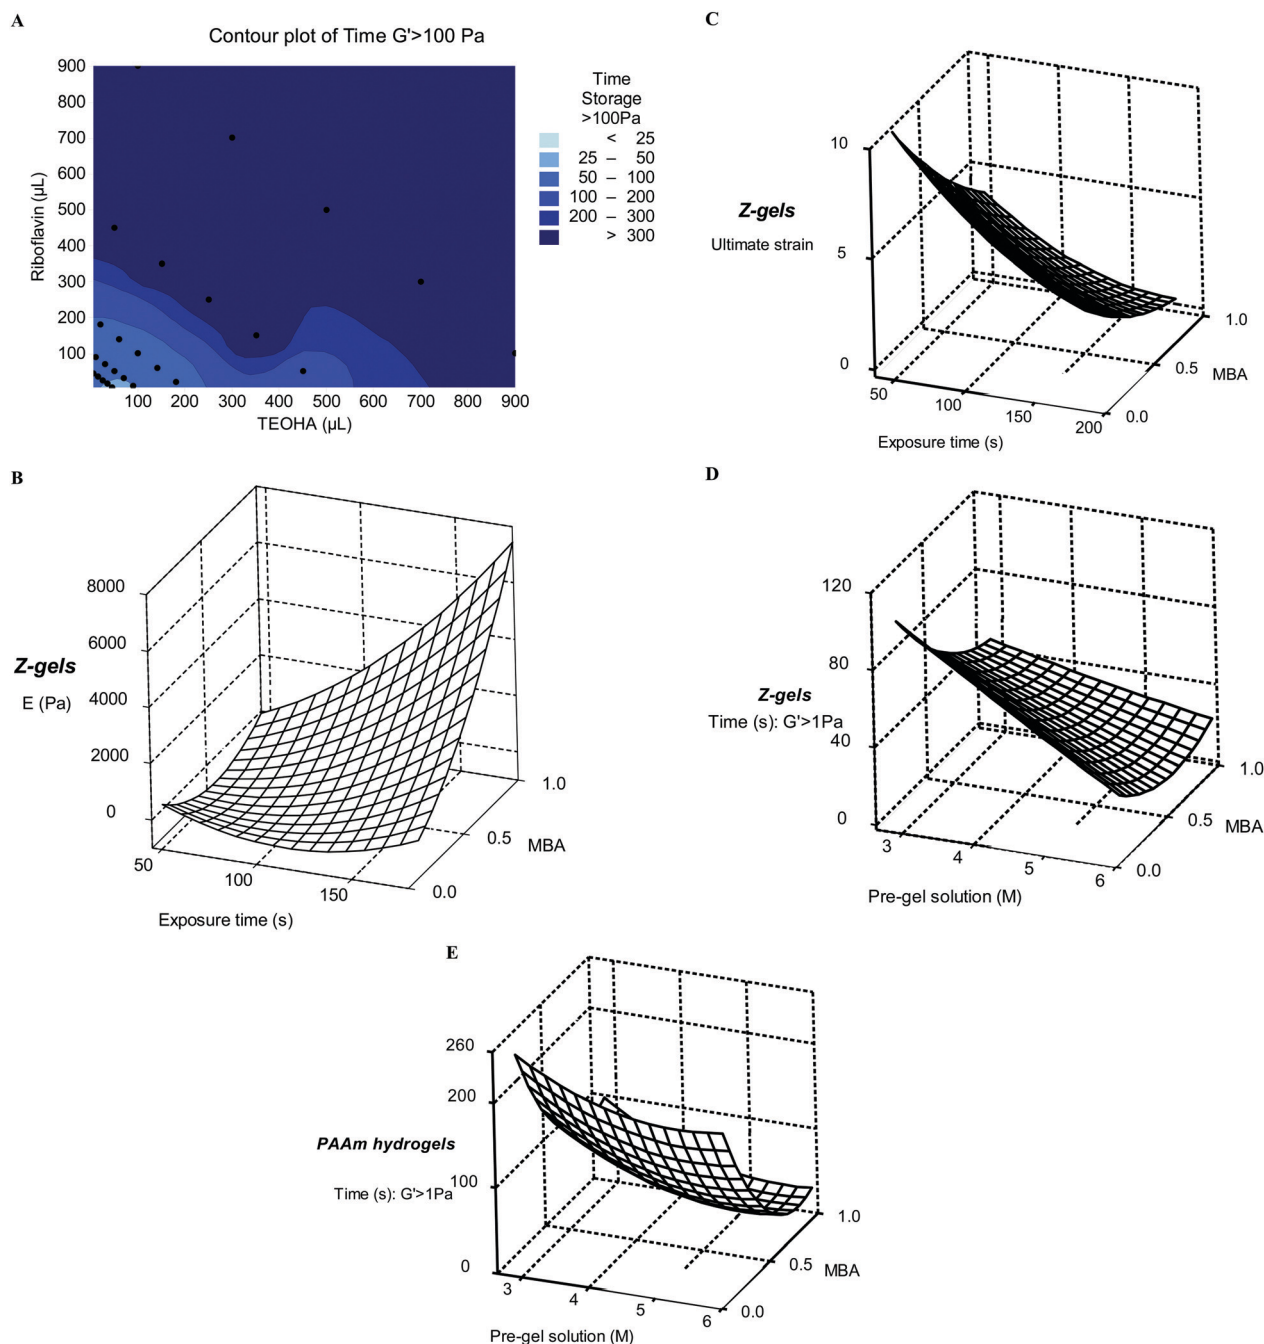 A
Contour plot of Time G'>100 Pa
Riboflavin (µL)
900
800
700
600
500
400
300
200
100
100 200 300 400 500 600 700 800 900
TEOHA (µL)
Time
Storage
>100Pa
< 25
25 – 50
50 – 100
100 – 200
200 – 300
> 300
C
Z-gels
Ultimate strain
10
5
0
50 100 150 200
Exposure time (s)
0.0 0.5 1.0
MBA
B
Z-gels
E (Pa)
8000
6000
4000
2000
0
50 100 150
Exposure time (s)
0.0 0.5 1.0
MBA
D
Z-gels
Time (s): G'>1Pa
120
80
40
0
3 4 5 6
Pre-gel solution (M)
0.0 0.5 1.0
MBA
E
PAAm hydrogels
Time (s): G'>1Pa
260
200
100
0
3 4 5 6
Pre-gel solution (M)
0.0 0.5 1.0
MBA